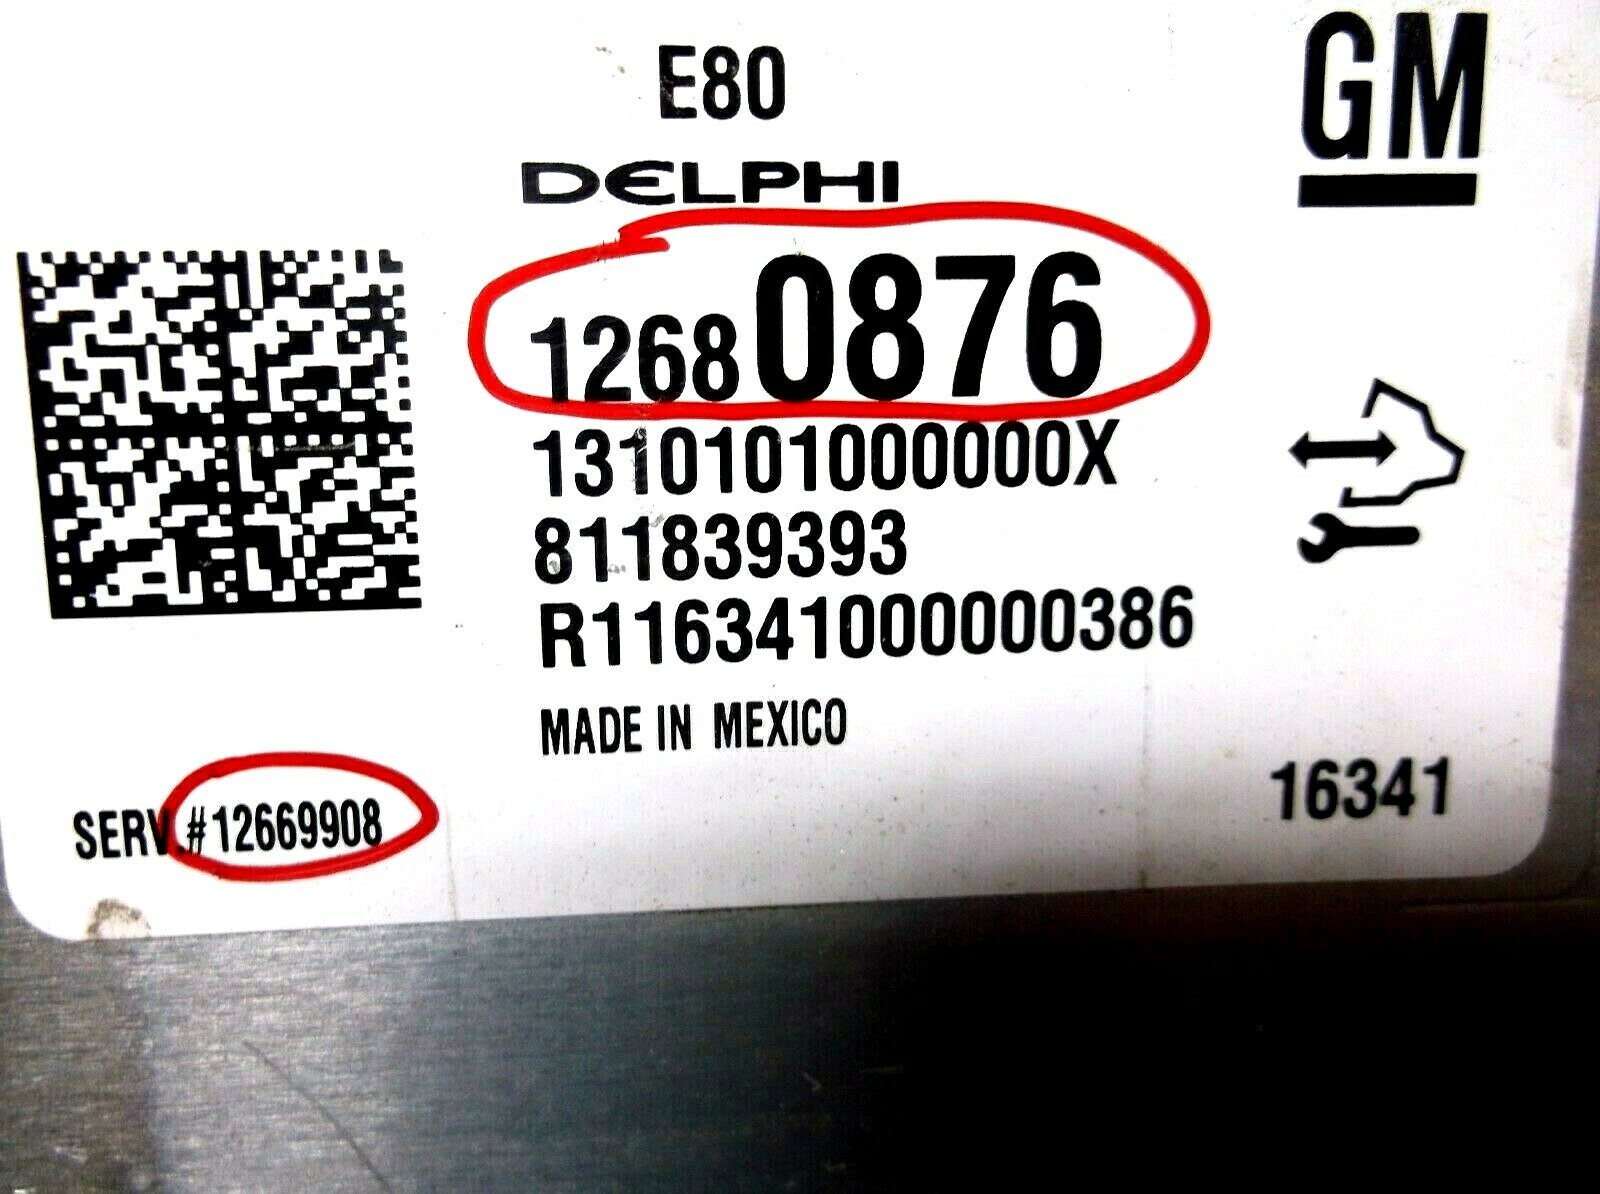 E80
GM
DELPHI
12680876
1310101000000X
811839393
R116341000000386
MADE IN MEXICO
16341
SERV.#12669908